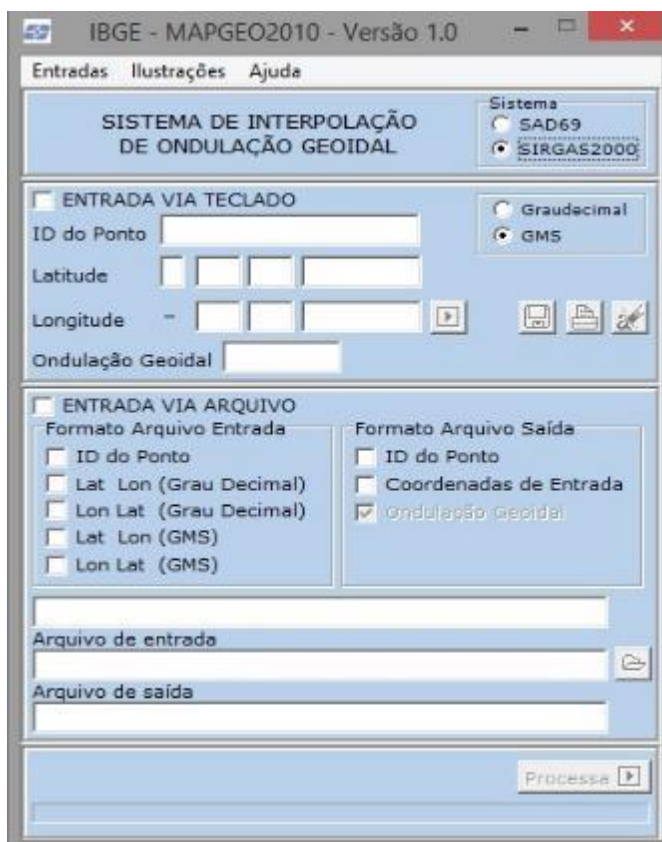 IBGE - MAPGEO2010 - Versão 1.0
Entradas Ilustrações Ajuda
SISTEMA DE INTERPOLAÇÃO
DE ONDULAÇÃO GEOIDAL
Sistema
SAD69
SIRGAS2000
ENTRADA VIA TECLADO
Graudecimal
GMS
ID do Ponto
Latitude
Longitude -
Ondulação Geoidal
ENTRADA VIA ARQUIVO
Formato Arquivo Entrada
ID do Ponto
Lat Lon (Grau Decimal)
Lon Lat (Grau Decimal)
Lat Lon (GMS)
Lon Lat (GMS)
Formato Arquivo Saída
ID do Ponto
Coordenadas de Entrada
Ondulação Geoidal
Arquivo de entrada
Arquivo de saída
Processa